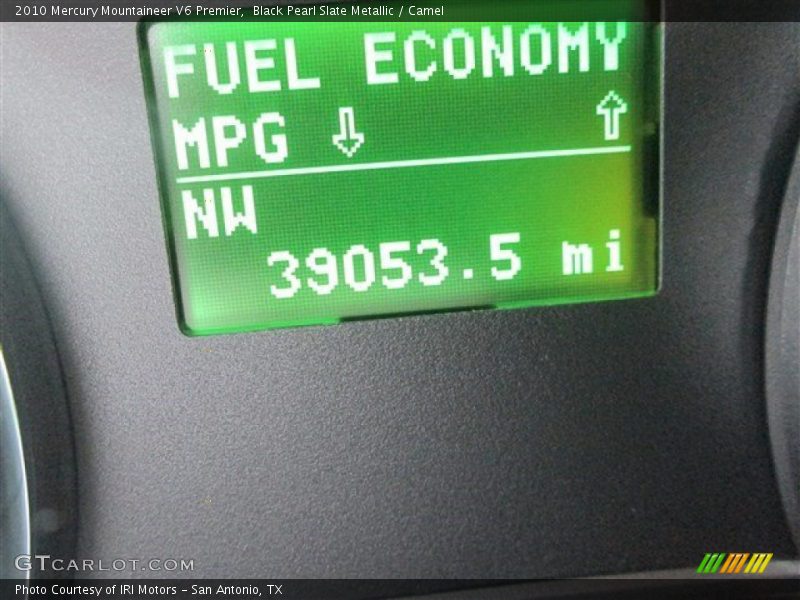 2010 Mercury Mountaineer V6 Premier, Black Pearl Slate Metallic / Camel
FUEL ECONOMY
MPG ⇩ ⇧
NW
39053.5 mi
GTCARLOT.COM
Photo Courtesy of IRI Motors – San Antonio, TX